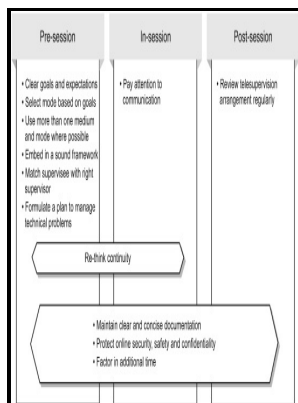 Pre-session
In-session
Post-session
• Clear goals and expectations
• Select mode based on goals
• Use more than one medium
and mode where possible
• Embed in a sound framework
• Match supervisee with right
supervisor
• Formulate a plan to manage
technical problems
• Pay attention to
communication
• Review telesupervision
arrangement regularly
Re-think continuity
• Maintain clear and concise documentation
• Protect online security, safety and confidentiality
• Factor in additional time